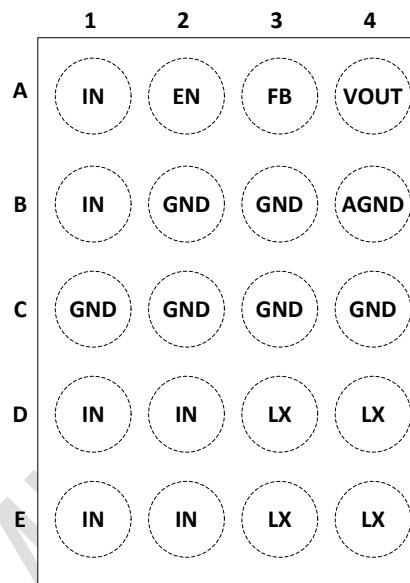 1 2 3 4
A IN EN FB VOUT
B IN GND GND AGND
C GND GND GND GND
D IN IN LX LX
E IN IN LX LX